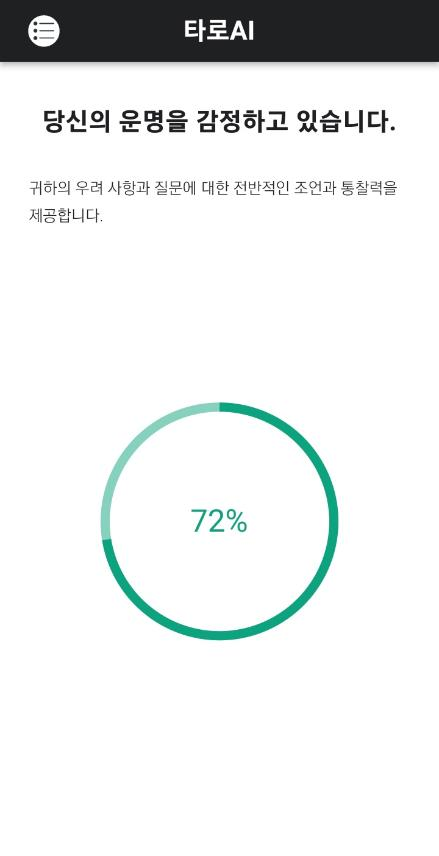 타로AI
당신의 운명을 감정하고 있습니다.
귀하의 우려 사항과 질문에 대한 전반적인 조언과 통찰력을
제공합니다.
72%